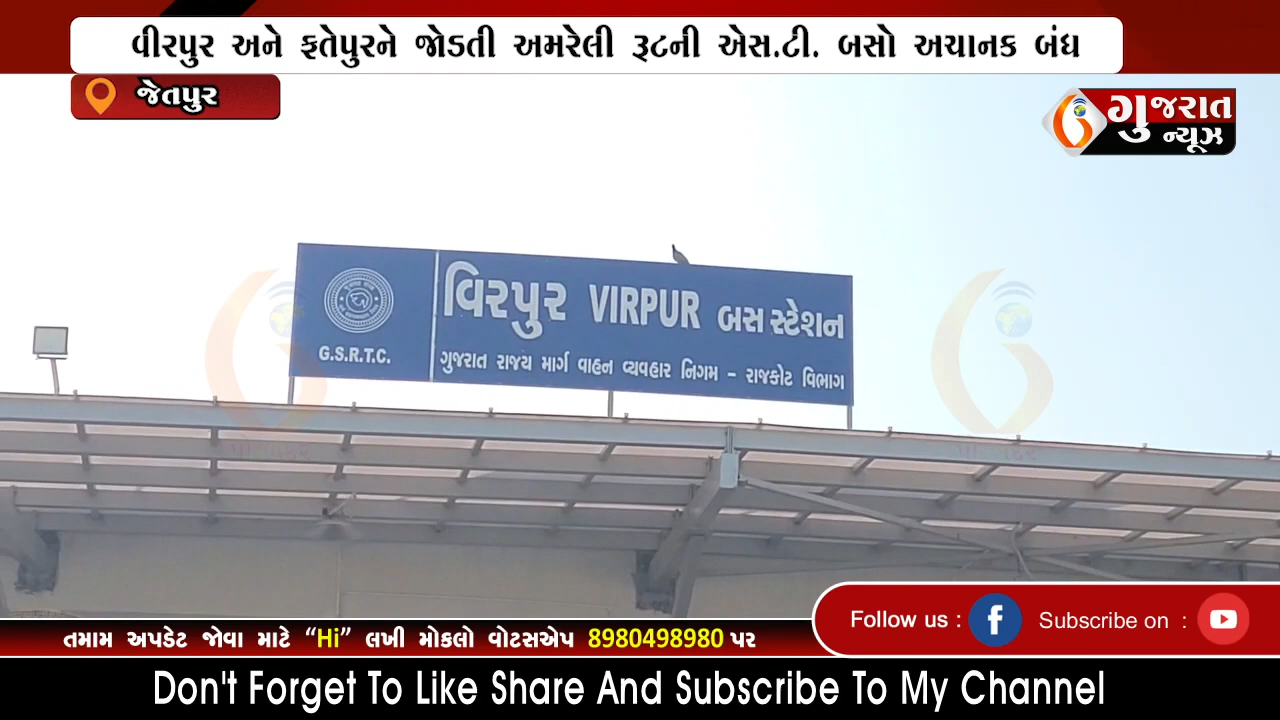 વીરપુર અને ફતેપુરને જોડતી અમરેલી રૂટની એસ.ટી. બસો અચાનક બંધ
જેતપુર
ગુજરાત
ન્યૂઝ
વિરપુર VIRPUR બસ સ્ટેશન
G.S.R.T.C.
ગુજરાત રાજ્ય માર્ગ વાહન વ્યવહાર નિગમ - રાજકોટ વિભાગ
Follow us :
Subscribe on :
તમામ અપડેટ જોવા માટે “Hi” લખી મોકલો વોટસએપ 8980498980 પર
Don't Forget To Like Share And Subscribe To My Channel